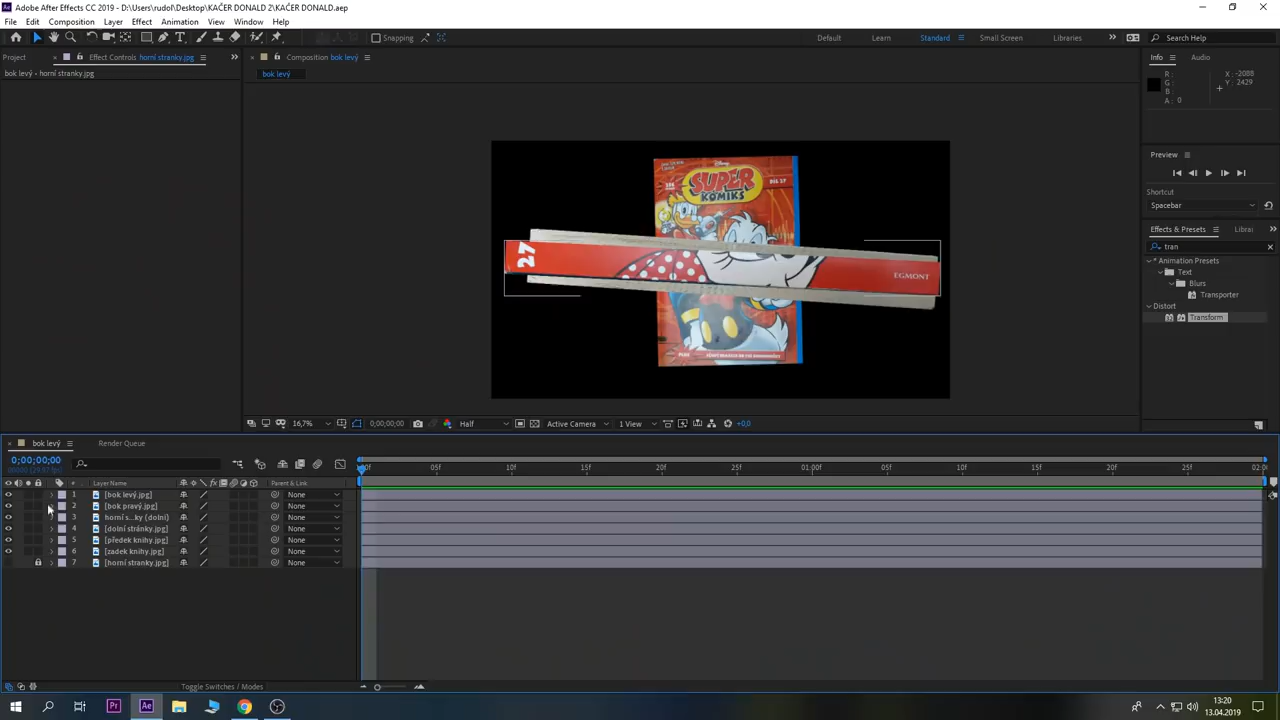 Adobe After Effects CC 2019 - D:\Users\rudol\Desktop\KAČER DONALD 2\KAČER DONALD.aep
File Edit Composition Layer Effect Animation View Window Help
Snapping Default Learn Standard Small Screen Libraries Search Help
Project Effect Controls horní stranky.jpg Composition bok levý Info Audio
bok levý • horní stranky.jpg bok levý
R: X: -2088
G: Y: 2429
B:
A: 0
Preview
Shortcut
Spacebar
Effects & Presets Librai
tran
* Animation Presets
Text
Blurs
Transporter
Distort
Transform
Disney
SUPER
KOMIKS
DÍL 27
27
EGMONT
16,7% 0;00;00;00 Half Active Camera 1 View +0,0
bok levý Render Queue
0;00;00;00
00000 (29.97 fps)
:00f 05f 10f 15f 20f 25f 01:00f 05f 10f 15f 20f 25f 02:0
# Layer Name Parent & Link
1 [bok levý.jpg] None
2 [bok pravý.jpg] None
3 horní s...ky (dolní) None
4 [dolní stránky.jpg] None
5 [předek knihy.jpg] None
6 [zadek knihy.jpg] None
7 [horní stranky.jpg] None
Toggle Switches / Modes
13:20
13.04.2019